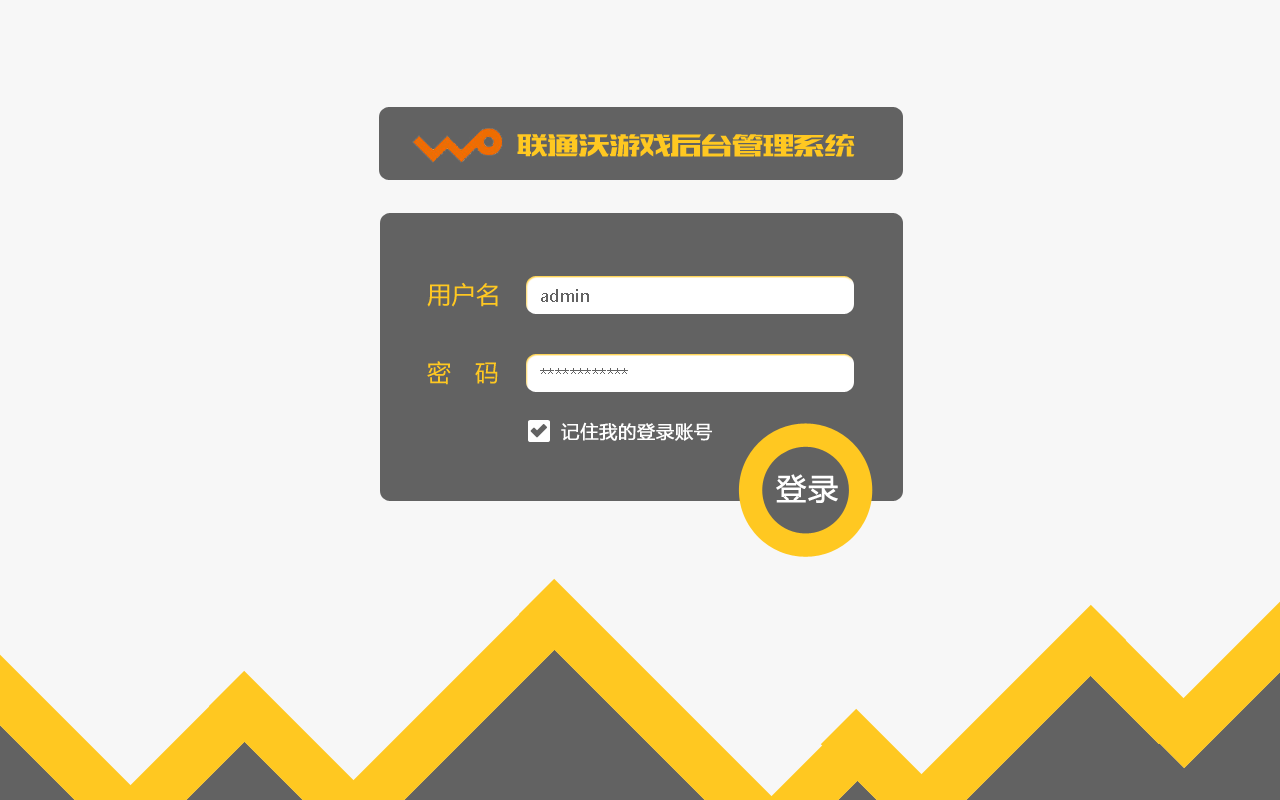 wo 联通沃游戏后台管理系统
用户名 admin
密 码 ************
记住我的登录账号
登录